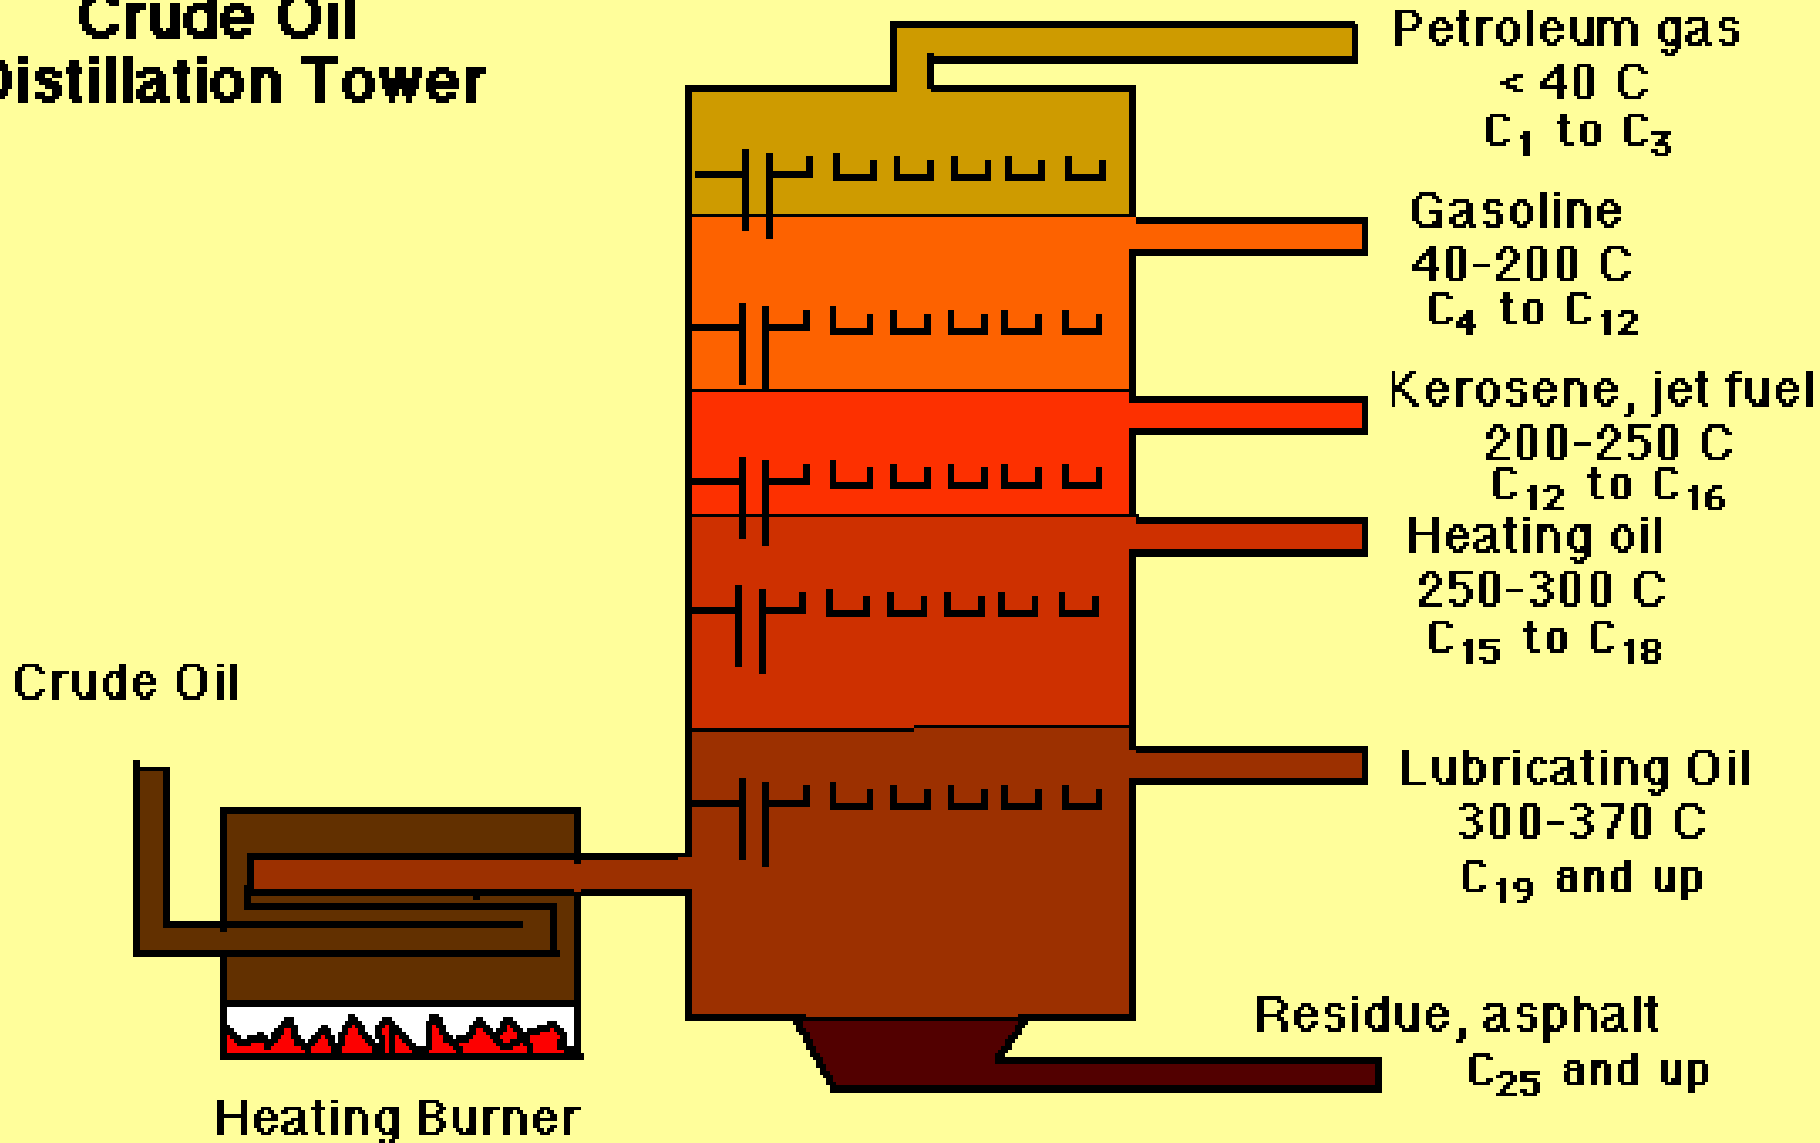 Crude Oil
Distillation Tower
Petroleum gas
< 40 C
C₁ to C₃
Gasoline
40-200 C
C₄ to C₁₂
Kerosene, jet fuel
200-250 C
C₁₂ to C₁₆
Heating oil
250-300 C
C₁₅ to C₁₈
Crude Oil
Lubricating Oil
300-370 C
C₁₉ and up
Residue, asphalt
C₂₅ and up
Heating Burner